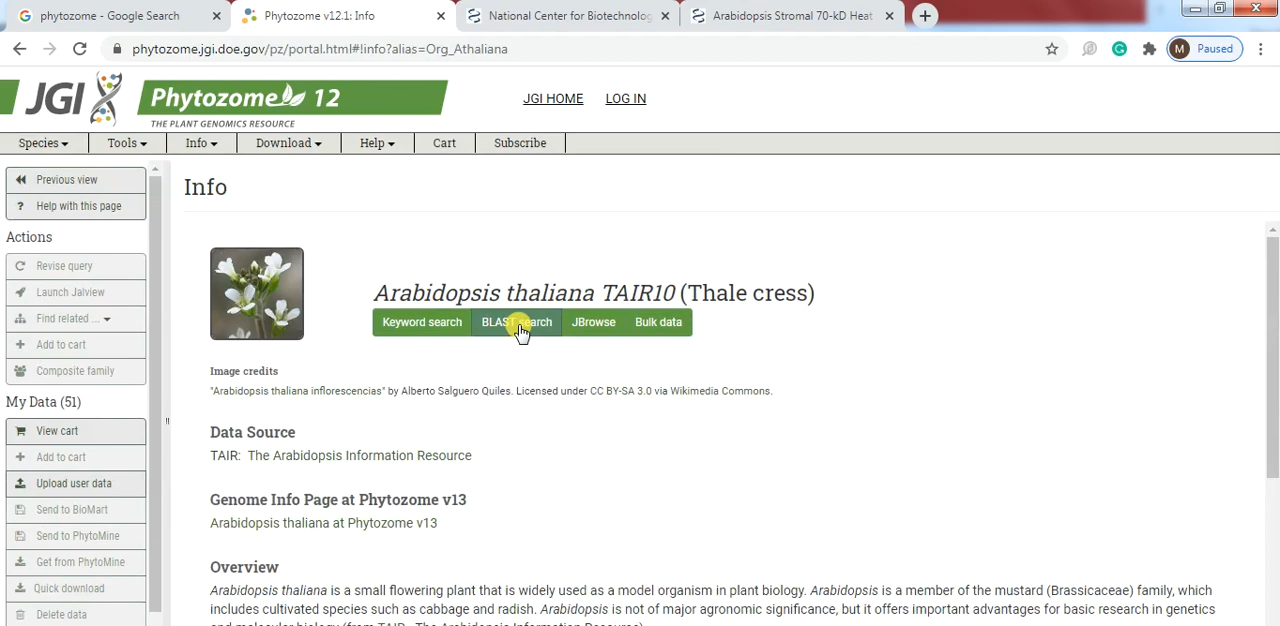 phytozome - Google Search
Phytozome v12.1: Info
National Center for Biotechnolog
Arabidopsis Stromal 70-kD Heat
phytozome.jgi.doe.gov/pz/portal.html#!info?alias=Org_Athaliana
M Paused
JGI Phytozome 12
THE PLANT GENOMICS RESOURCE
JGI HOME LOG IN
Species Tools Info Download Help Cart Subscribe
Previous view
? Help with this page
Actions
Revise query
Launch Jalview
Find related ...
Add to cart
Composite family
My Data (51)
View cart
Add to cart
Upload user data
Send to BioMart
Send to PhytoMine
Get from PhytoMine
Quick download
Delete data
Info
Arabidopsis thaliana TAIR10 (Thale cress)
Keyword search BLAST search JBrowse Bulk data
Image credits
"Arabidopsis thaliana inflorescencias" by Alberto Salguero Quiles. Licensed under CC BY-SA 3.0 via Wikimedia Commons.
Data Source
TAIR: The Arabidopsis Information Resource
Genome Info Page at Phytozome v13
Arabidopsis thaliana at Phytozome v13
Overview
Arabidopsis thaliana is a small flowering plant that is widely used as a model organism in plant biology. Arabidopsis is a member of the mustard (Brassicaceae) family, which
includes cultivated species such as cabbage and radish. Arabidopsis is not of major agronomic significance, but it offers important advantages for basic research in genetics
and molecular biology (from TAIR - The Arabidopsis Information Resource)